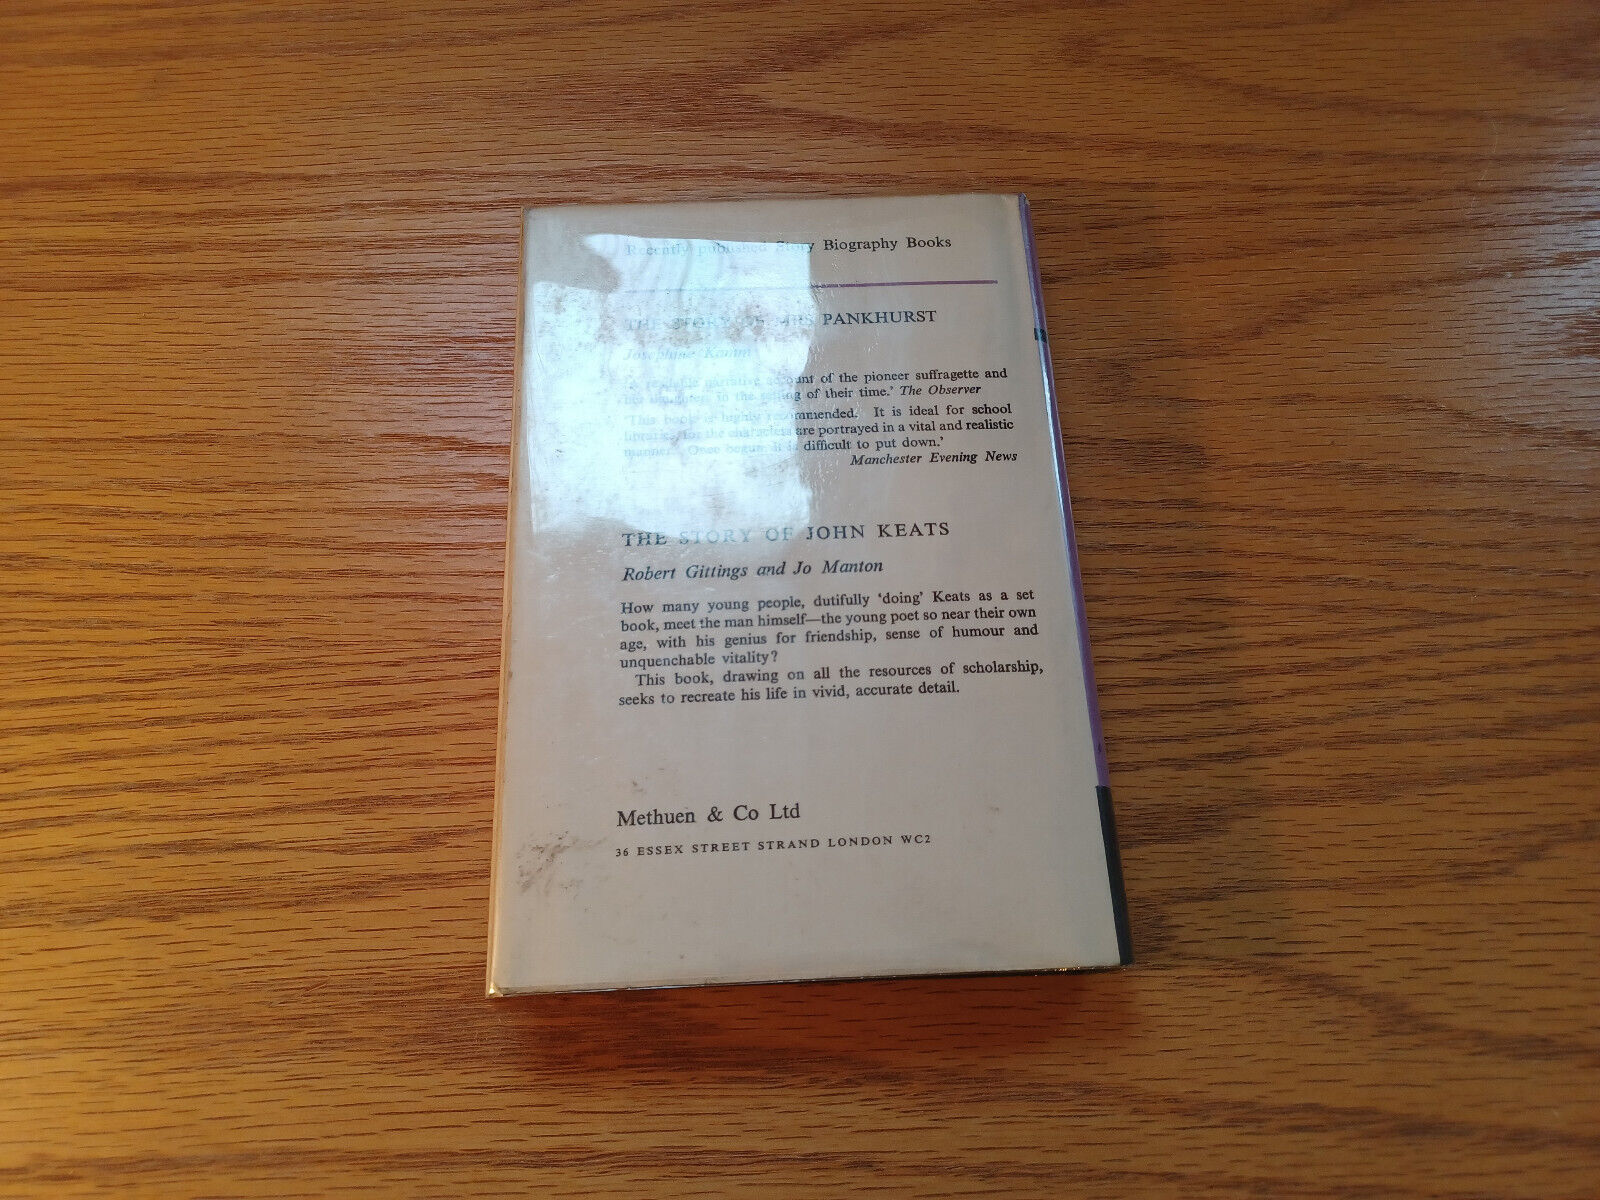 Recently published Story Biography Books
THE STORY OF MRS PANKHURST
Josephine Kamm
'A readable narrative account of the pioneer suffragette and
her daughters in the setting of their time.' The Observer
'This book is highly recommended. It is ideal for school
libraries, for the characters are portrayed in a vital and realistic
manner. Once begun it is difficult to put down.'
Manchester Evening News
THE STORY OF JOHN KEATS
Robert Gittings and Jo Manton
How many young people, dutifully 'doing' Keats as a set
book, meet the man himself—the young poet so near their own
age, with his genius for friendship, sense of humour and
unquenchable vitality?
This book, drawing on all the resources of scholarship,
seeks to recreate his life in vivid, accurate detail.
Methuen & Co Ltd
36 ESSEX STREET STRAND LONDON WC2